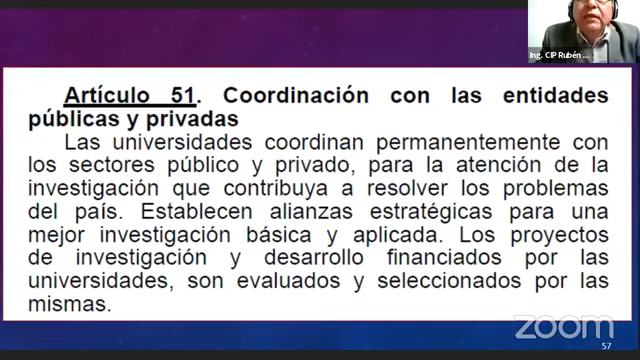 Ing. CIP Rubén ...
Artículo 51. Coordinación con las entidades
públicas y privadas
Las universidades coordinan permanentemente con
los sectores público y privado, para la atención de la
investigación que contribuya a resolver los problemas
del país. Establecen alianzas estratégicas para una
mejor investigación básica y aplicada. Los proyectos
de investigación y desarrollo financiados por las
universidades, son evaluados y seleccionados por las
mismas.
zoom
57